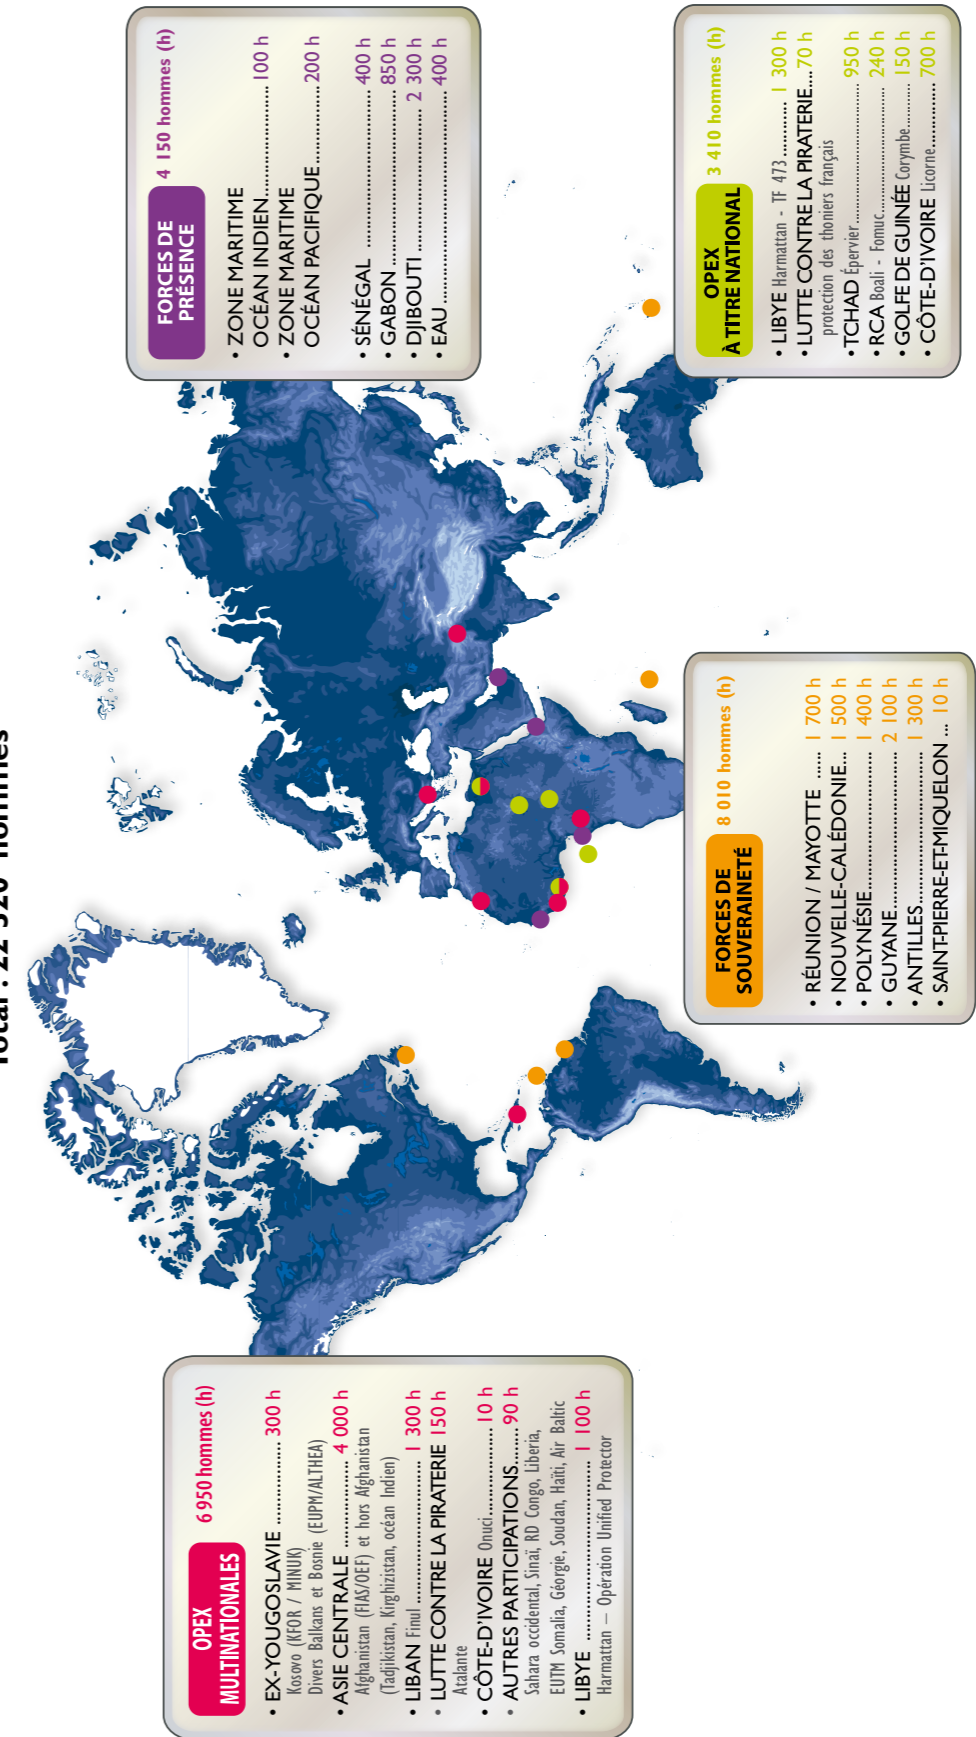 Total : 22 520 hommes
OPEX
MULTINATIONALES
6 950 hommes (h)
• EX-YOUGOSLAVIE ................ 300 h
Kosovo (KFOR / MINUK)
Divers Balkans et Bosnie (EUPM/ALTHEA)
• ASIE CENTRALE ................ 4 000 h
Afghanistan (FIAS/OEF) et hors Afghanistan
(Tadjikistan, Kirghizistan, océan Indien)
• LIBAN Finul ................ 1 300 h
• LUTTE CONTRE LA PIRATERIE 150 h
Atalante
• CÔTE-D'IVOIRE Onuci................ 10 h
• AUTRES PARTICIPATIONS........ 90 h
Sahara occidental, Sinaï, RD Congo, Liberia,
EUTM Somalia, Géorgie, Soudan, Haïti, Air Baltic
• LIBYE ................ 1 100 h
Harmattan – Opération Unified Protector
FORCES DE
PRÉSENCE
4 150 hommes (h)
• ZONE MARITIME
OCÉAN INDIEN................ 100 h
• ZONE MARITIME
OCÉAN PACIFIQUE................ 200 h
• SÉNÉGAL ................ 400 h
• GABON................ 850 h
• DJIBOUTI................ 2 300 h
• EAU................ 400 h
FORCES DE
SOUVERAINETÉ
8 010 hommes (h)
• RÉUNION / MAYOTTE ...... 1 700 h
• NOUVELLE-CALÉDONIE... 1 500 h
• POLYNÉSIE................ 1 400 h
• GUYANE................ 2 100 h
• ANTILLES................ 1 300 h
• SAINT-PIERRE-ET-MIQUELON ... 10 h
OPEX
À TITRE NATIONAL
3 410 hommes (h)
• LIBYE Harmattan - TF 473............ 1 300 h
• LUTTE CONTRE LA PIRATERIE.... 70 h
protection des thoniers français
• TCHAD Épervier................ 950 h
• RCA Boali - Fomuc................ 240 h
• GOLFE DE GUINÉE Corymbe.......... 150 h
• CÔTE-D'IVOIRE Licorne............ 700 h